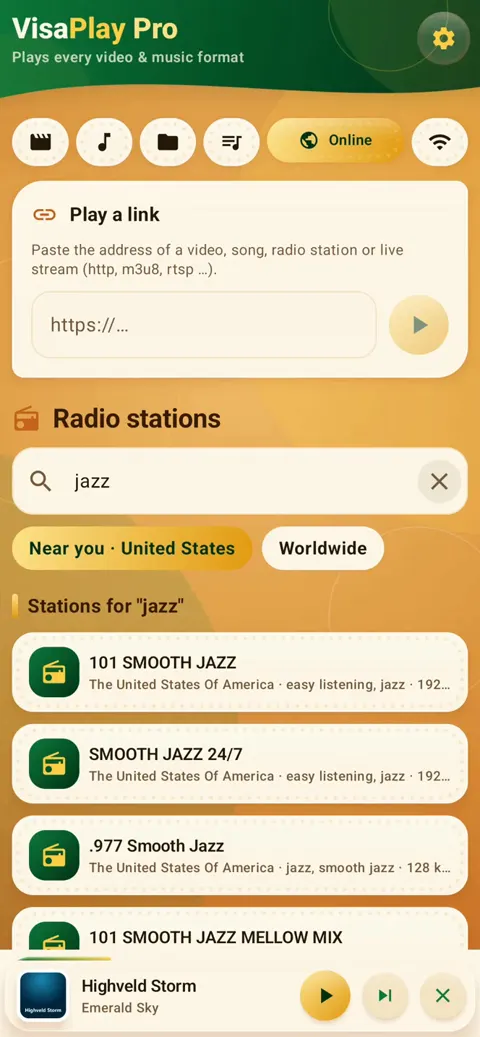 VisaPlay Pro
Plays every video & music format
Online
Play a link
Paste the address of a video, song, radio station or live
stream (http, m3u8, rtsp ...).
https://...
Radio stations
jazz
Near you · United States
Worldwide
Stations for "jazz"
101 SMOOTH JAZZ
The United States Of America · easy listening, jazz · 192...
SMOOTH JAZZ 24/7
The United States Of America · easy listening, jazz · 192...
.977 Smooth Jazz
The United States Of America · jazz, smooth jazz · 128 k...
101 SMOOTH JAZZ MELLOW MIX
Highveld Storm
Highveld Storm
Emerald Sky